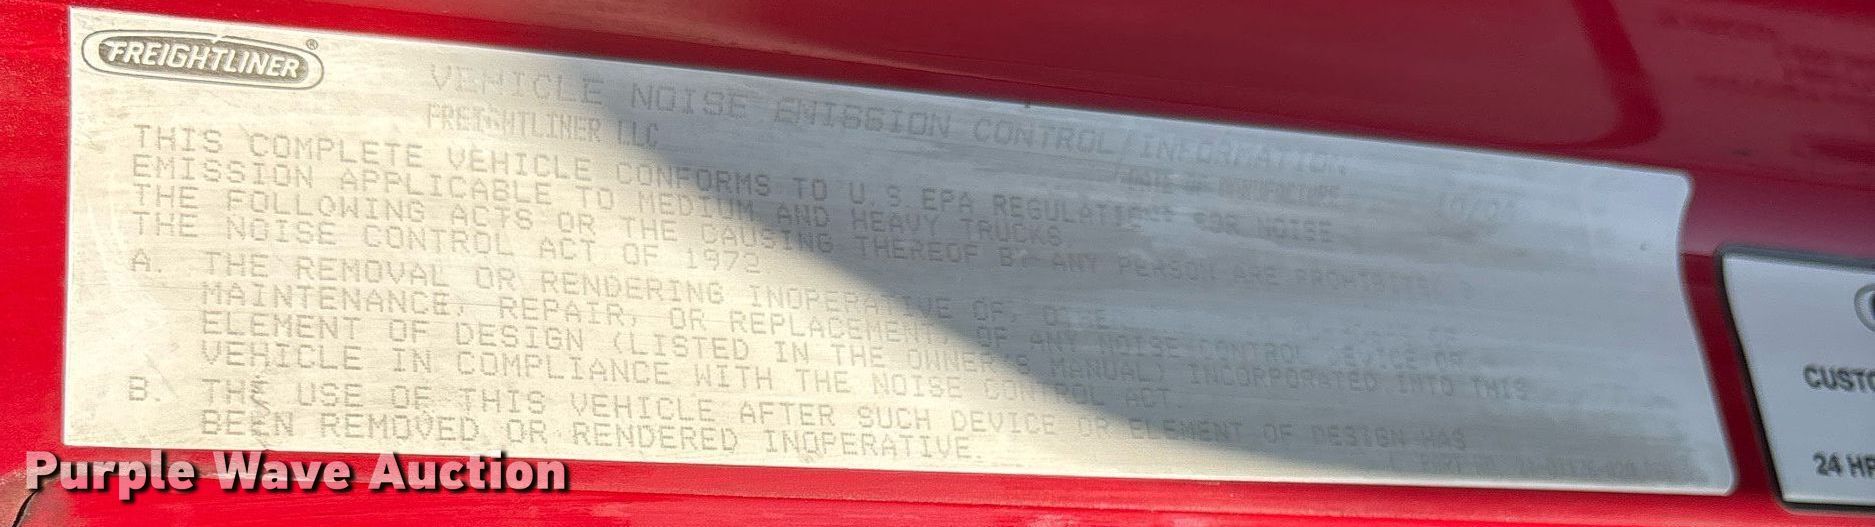 FREIGHTLINER®
VEHICLE NOISE EMISSION CONTROL/INFORMATION
FREIGHTLINER LLC
DATE OF MANUFACTURE
THIS COMPLETE VEHICLE CONFORMS TO U.S EPA REGULATIONS FOR NOISE
EMISSION APPLICABLE TO MEDIUM AND HEAVY TRUCKS.
THE FOLLOWING ACTS OR THE CAUSING THEREOF BY ANY PERSON ARE PROHIBITED
THE NOISE CONTROL ACT OF 1972
A. THE REMOVAL OR RENDERING INOPERATIVE OF,
MAINTENANCE, REPAIR, OR REPLACEMENT, OF ANY NOISE CONTROL DEVICE OR
ELEMENT OF DESIGN (LISTED IN THE OWNER'S MANUAL) INCORPORATED INTO THIS
VEHICLE IN COMPLIANCE WITH THE NOISE CONTROL ACT.
B. THE USE OF THIS VEHICLE AFTER SUCH DEVICE OR ELEMENT OF DESIGN HAS
BEEN REMOVED OR RENDERED INOPERATIVE.
CUSTO
24 HR
Purple Wave Auction